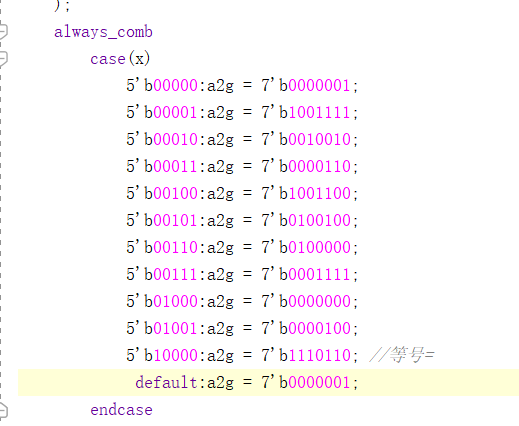 );
always_comb
case(x)
5'b00000:a2g = 7'b0000001;
5'b00001:a2g = 7'b1001111;
5'b00010:a2g = 7'b0010010;
5'b00011:a2g = 7'b0000110;
5'b00100:a2g = 7'b1001100;
5'b00101:a2g = 7'b0100100;
5'b00110:a2g = 7'b0100000;
5'b00111:a2g = 7'b0001111;
5'b01000:a2g = 7'b0000000;
5'b01001:a2g = 7'b0000100;
5'b10000:a2g = 7'b1110110; //等号=
default:a2g = 7'b0000001;
endcase